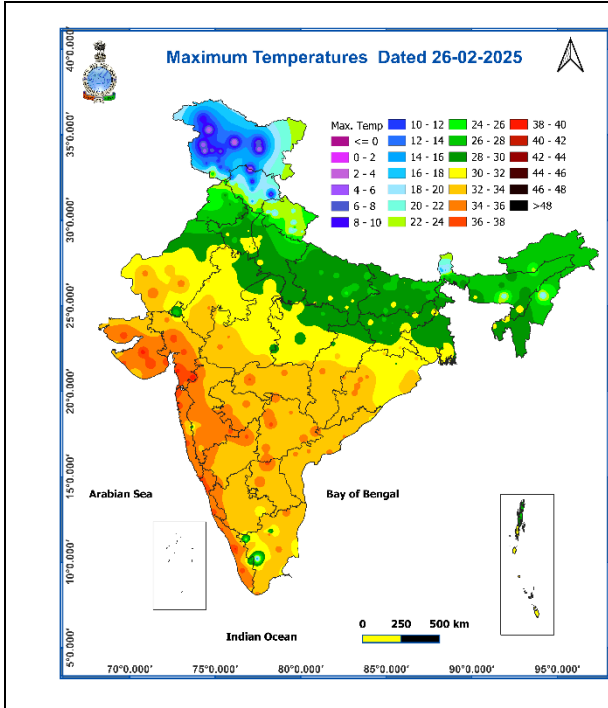 Maximum Temperatures Dated 26-02-2025
Max. Temp
<= 0
0 - 2
2 - 4
4 - 6
6 - 8
8 - 10
10 - 12
12 - 14
14 - 16
16 - 18
18 - 20
20 - 22
22 - 24
24 - 26
26 - 28
28 - 30
30 - 32
32 - 34
34 - 36
36 - 38
38 - 40
40 - 42
42 - 44
44 - 46
46 - 48
>48
40°0.000'
35°0.000'
30°0.000'
25°0.000'
20°0.000'
15°0.000'
10°0.000'
5°0.000'
Arabian Sea
Bay of Bengal
Indian Ocean
0 250 500 km
70°0.000' 75°0.000' 80°0.000' 85°0.000' 90°0.000' 95°0.000'